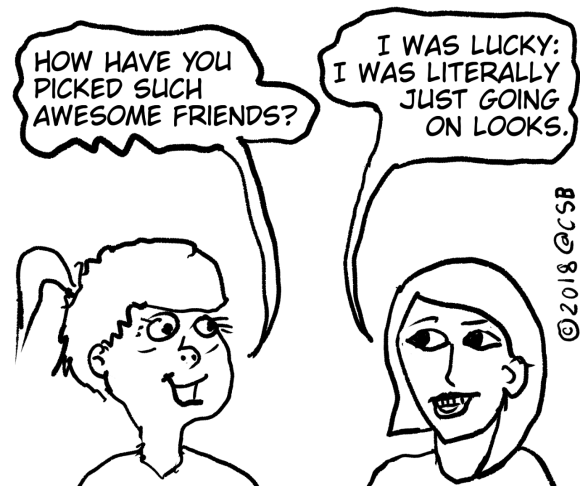 HOW HAVE YOU
PICKED SUCH
AWESOME FRIENDS?
I WAS LUCKY:
I WAS LITERALLY
JUST GOING
ON LOOKS.
©2018 @CSB